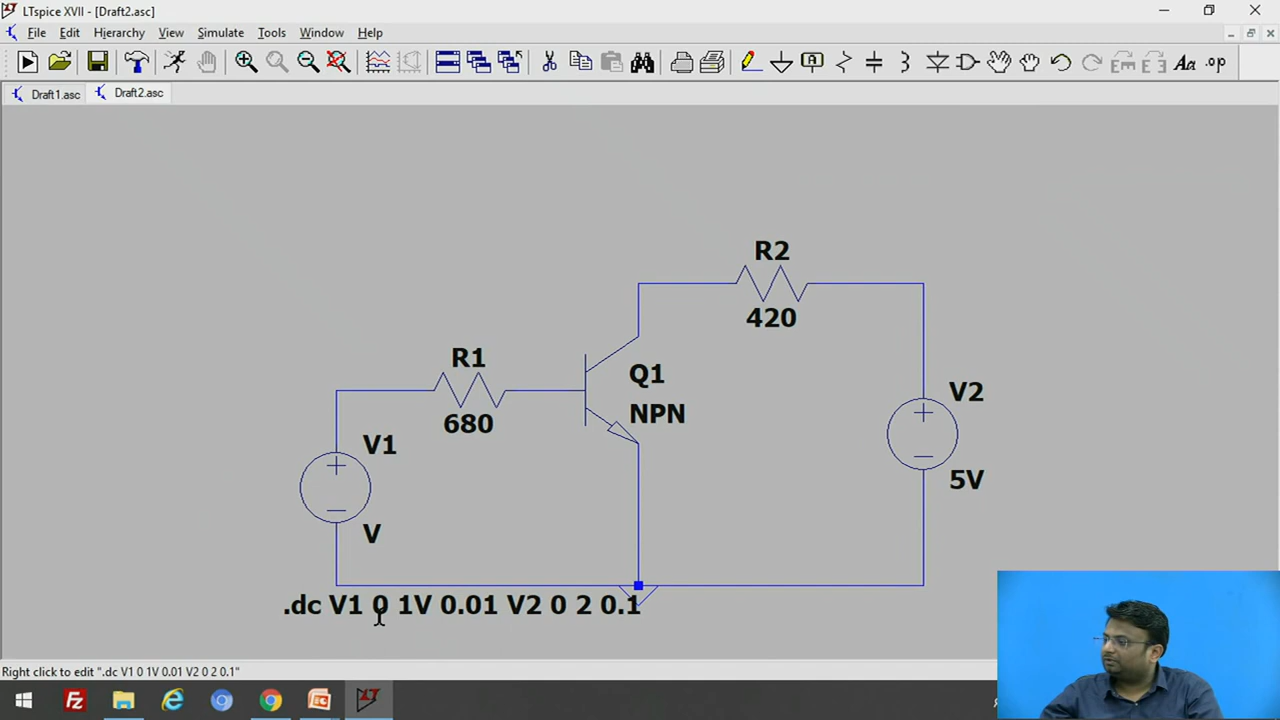 LTspice XVII - [Draft2.asc]
File Edit Hierarchy View Simulate Tools Window Help
.op
Draft1.asc Draft2.asc
R2
420
R1
680
Q1
NPN
V1
V
V2
5V
.dc V1 0 1V 0.01 V2 0 2 0.1
Right click to edit ".dc V1 0 1V 0.01 V2 0 2 0.1"